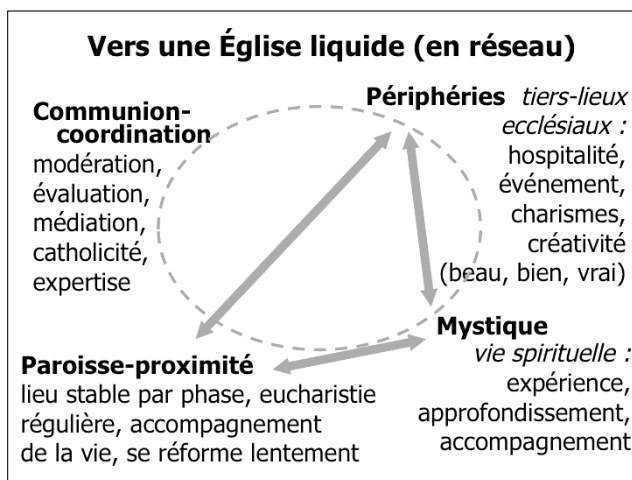 Vers une Église liquide (en réseau)
Communion-
coordination
modération,
évaluation,
médiation,
catholicité,
expertise
Périphéries tiers-lieux
ecclésiaux :
hospitalité,
événement,
charismes,
créativité
(beau, bien, vrai)
Mystique
vie spirituelle :
expérience,
approfondissement,
accompagnement
Paroisse-proximité
lieu stable par phase, eucharistie
régulière, accompagnement
de la vie, se réforme lentement